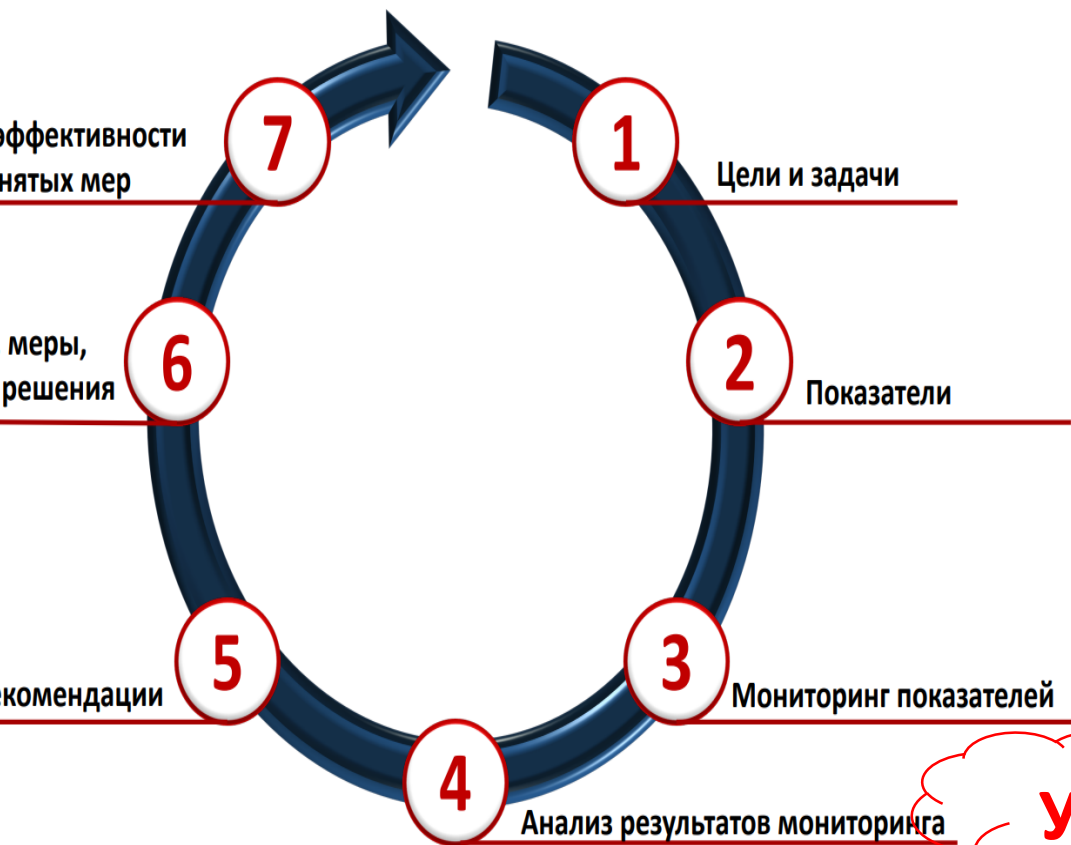 1
Цели и задачи
2
Показатели
3
Мониторинг показателей
4
Анализ результатов мониторинга
5
екомендации
6
меры,
решения
7
эффективности
нятых мер
У